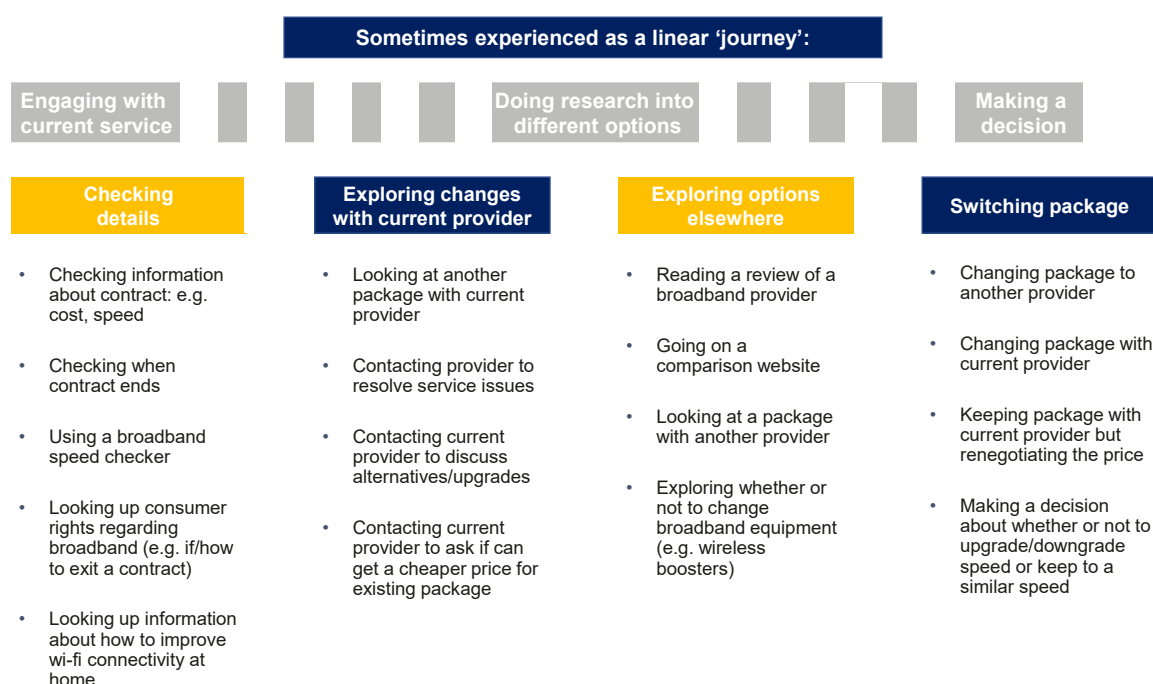 Sometimes experienced as a linear ‘journey’:
Engaging with
current service
Doing research into
different options
Making a
decision
Checking
details
• Checking information
about contract: e.g.
cost, speed
• Checking when
contract ends
• Using a broadband
speed checker
• Looking up consumer
rights regarding
broadband (e.g. if/how
to exit a contract)
• Looking up information
about how to improve
wi-fi connectivity at
home
Exploring changes
with current provider
• Looking at another
package with current
provider
• Contacting provider to
resolve service issues
• Contacting current
provider to discuss
alternatives/upgrades
• Contacting current
provider to ask if can
get a cheaper price for
existing package
Exploring options
elsewhere
• Reading a review of a
broadband provider
• Going on a
comparison website
• Looking at a package
with another provider
• Exploring whether or
not to change
broadband equipment
(e.g. wireless
boosters)
Switching package
• Changing package to
another provider
• Changing package with
current provider
• Keeping package with
current provider but
renegotiating the price
• Making a decision
about whether or not to
upgrade/downgrade
speed or keep to a
similar speed